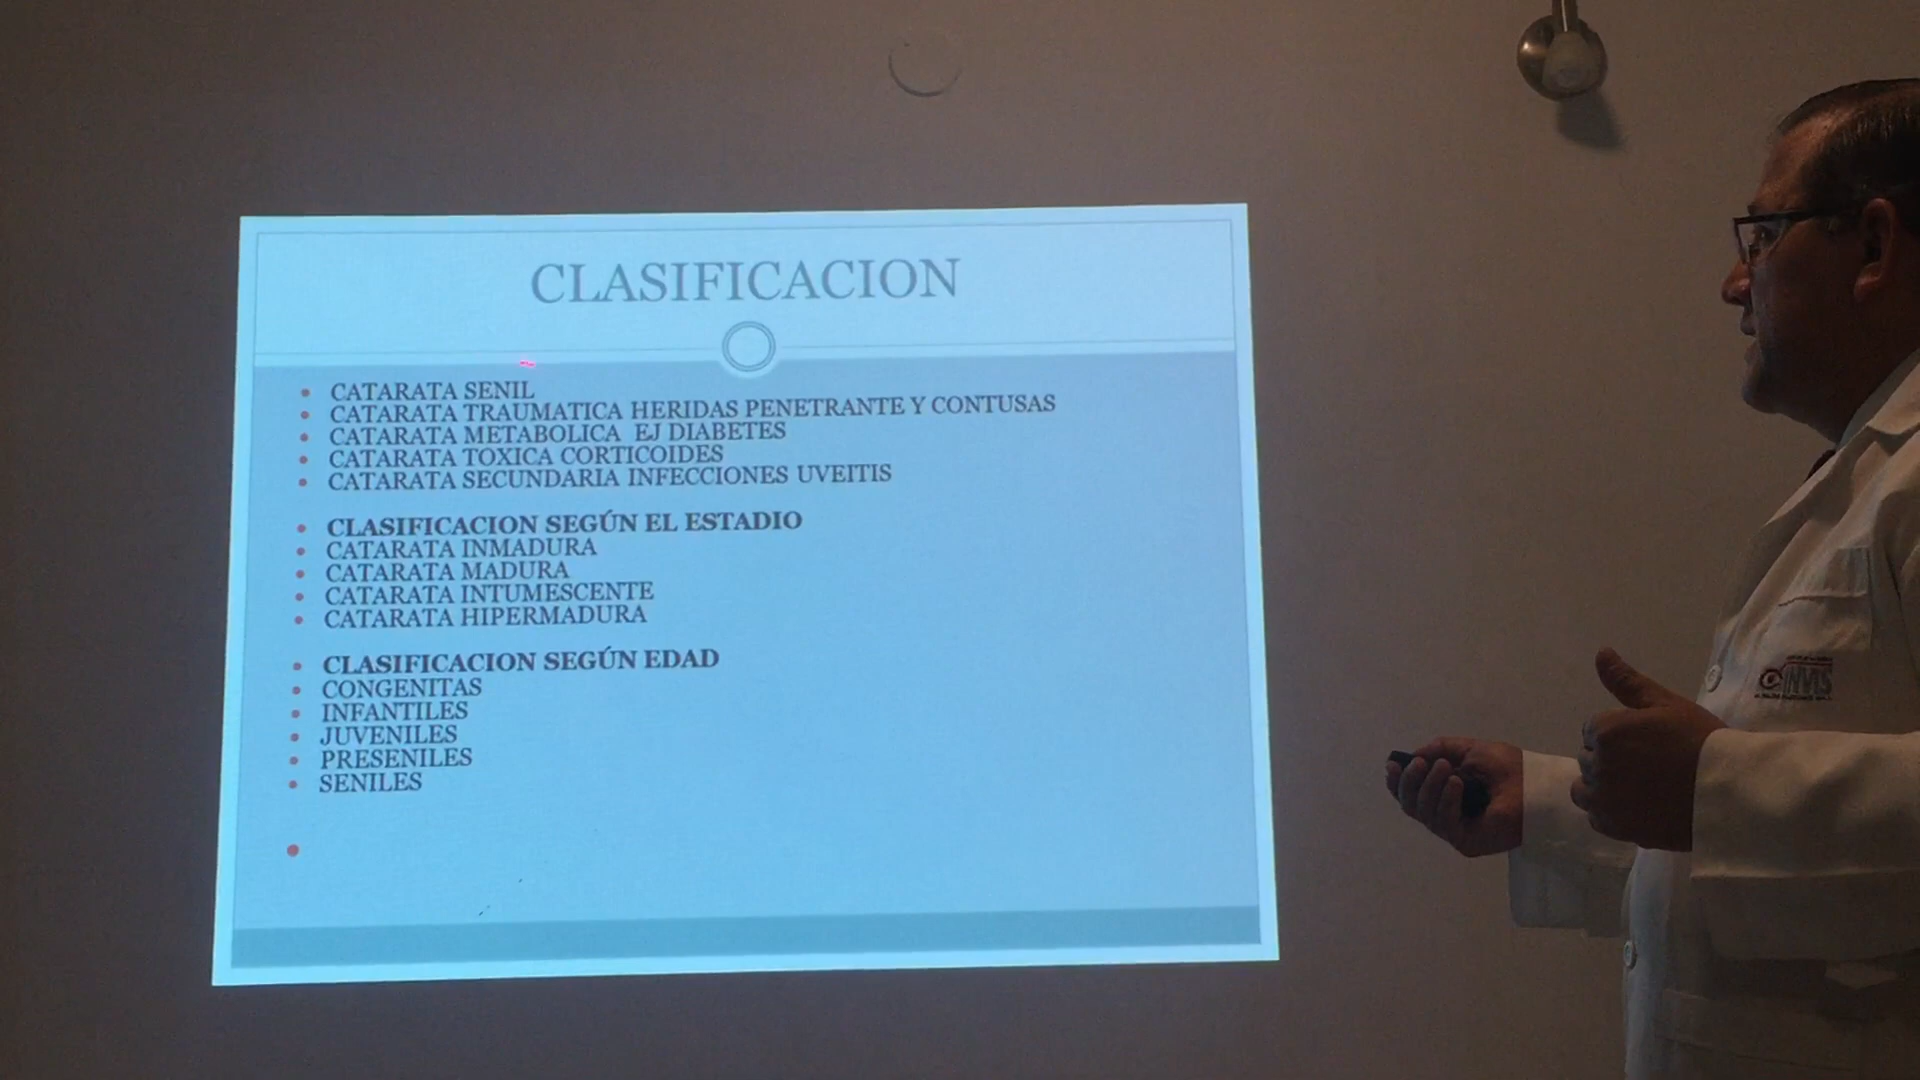 CLASIFICACION
CATARATA SENIL
CATARATA TRAUMATICA HERIDAS PENETRANTE Y CONTUSAS
CATARATA METABOLICA EJ DIABETES
CATARATA TOXICA CORTICOIDES
CATARATA SECUNDARIA INFECCIONES UVEITIS
CLASIFICACION SEGÚN EL ESTADIO
CATARATA INMADURA
CATARATA MADURA
CATARATA INTUMESCENTE
CATARATA HIPERMADURA
CLASIFICACION SEGÚN EDAD
CONGENITAS
INFANTILES
JUVENILES
PRESENILES
SENILES